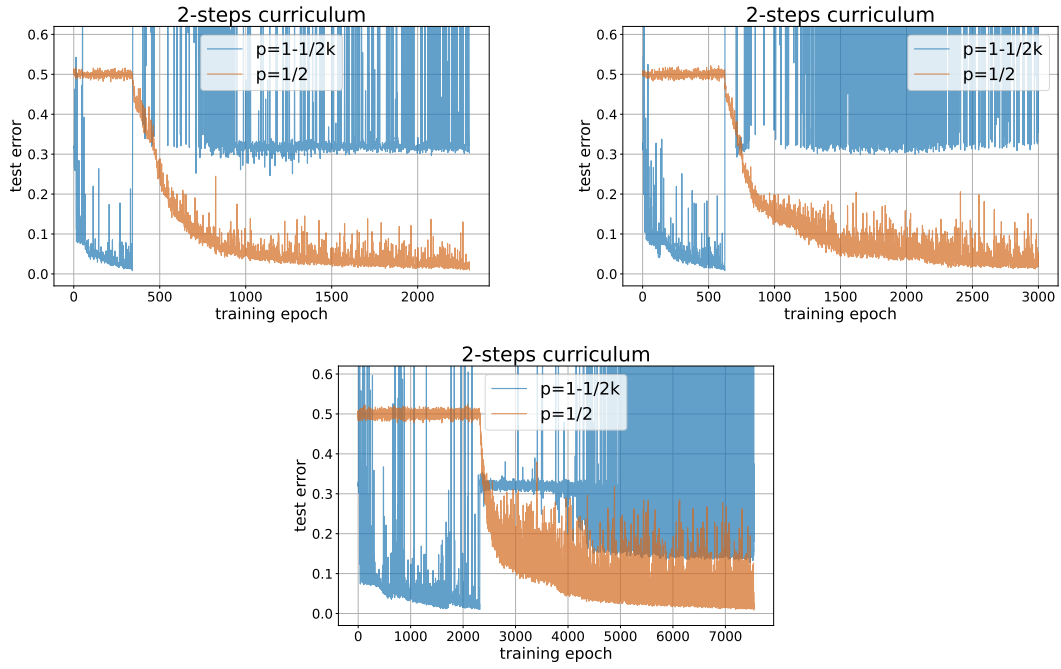 2-steps curriculum
0.6
0.5
0.4
0.3
0.2
0.1
0.0
test error
p=1-1/2k
p=1/2
0 500 1000 1500 2000
training epoch
2-steps curriculum
0.6
0.5
0.4
0.3
0.2
0.1
0.0
test error
p=1-1/2k
p=1/2
0 500 1000 1500 2000 2500 3000
training epoch
2-steps curriculum
0.6
0.5
0.4
0.3
0.2
0.1
0.0
test error
p=1-1/2k
p=1/2
0 1000 2000 3000 4000 5000 6000 7000
training epoch